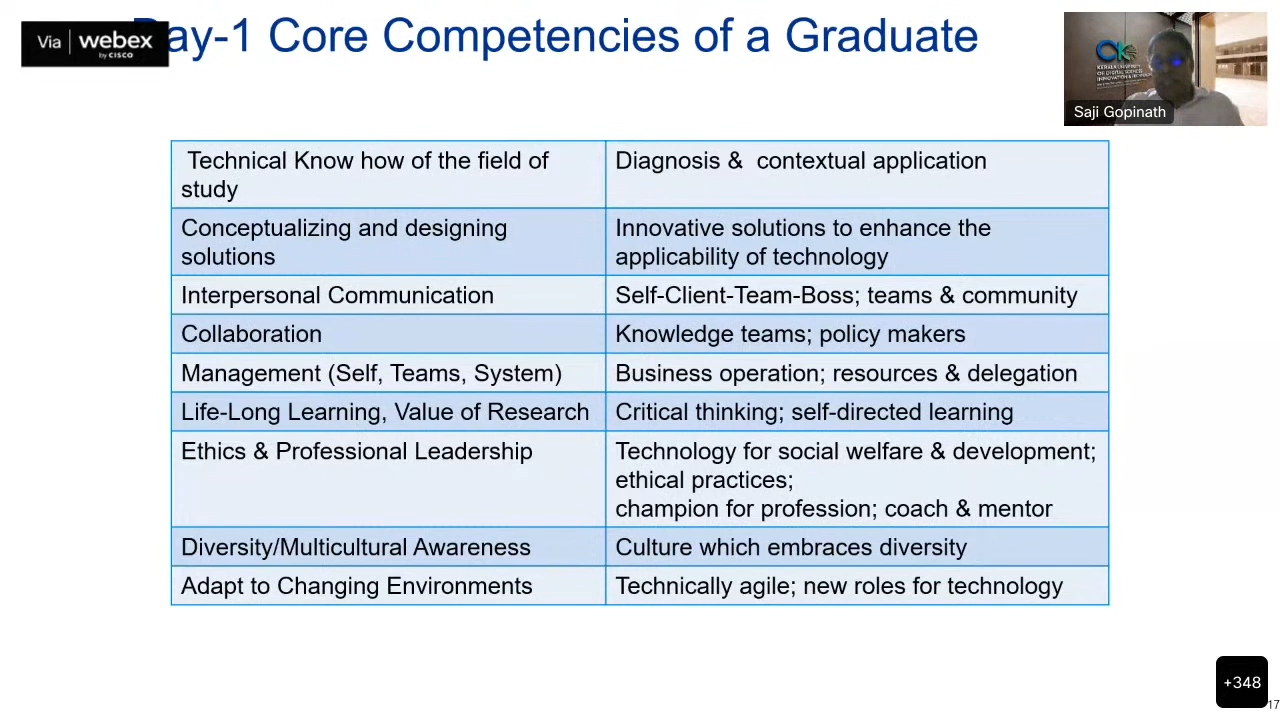 Via webex
by CISCO
ay-1 Core Competencies of a Graduate
Saji Gopinath
Technical Know how of the field of
study
Diagnosis & contextual application
Conceptualizing and designing
solutions
Innovative solutions to enhance the
applicability of technology
Interpersonal Communication
Self-Client-Team-Boss; teams & community
Collaboration
Knowledge teams; policy makers
Management (Self, Teams, System)
Business operation; resources & delegation
Life-Long Learning, Value of Research
Critical thinking; self-directed learning
Ethics & Professional Leadership
Technology for social welfare & development;
ethical practices;
champion for profession; coach & mentor
Diversity/Multicultural Awareness
Culture which embraces diversity
Adapt to Changing Environments
Technically agile; new roles for technology
+348
17